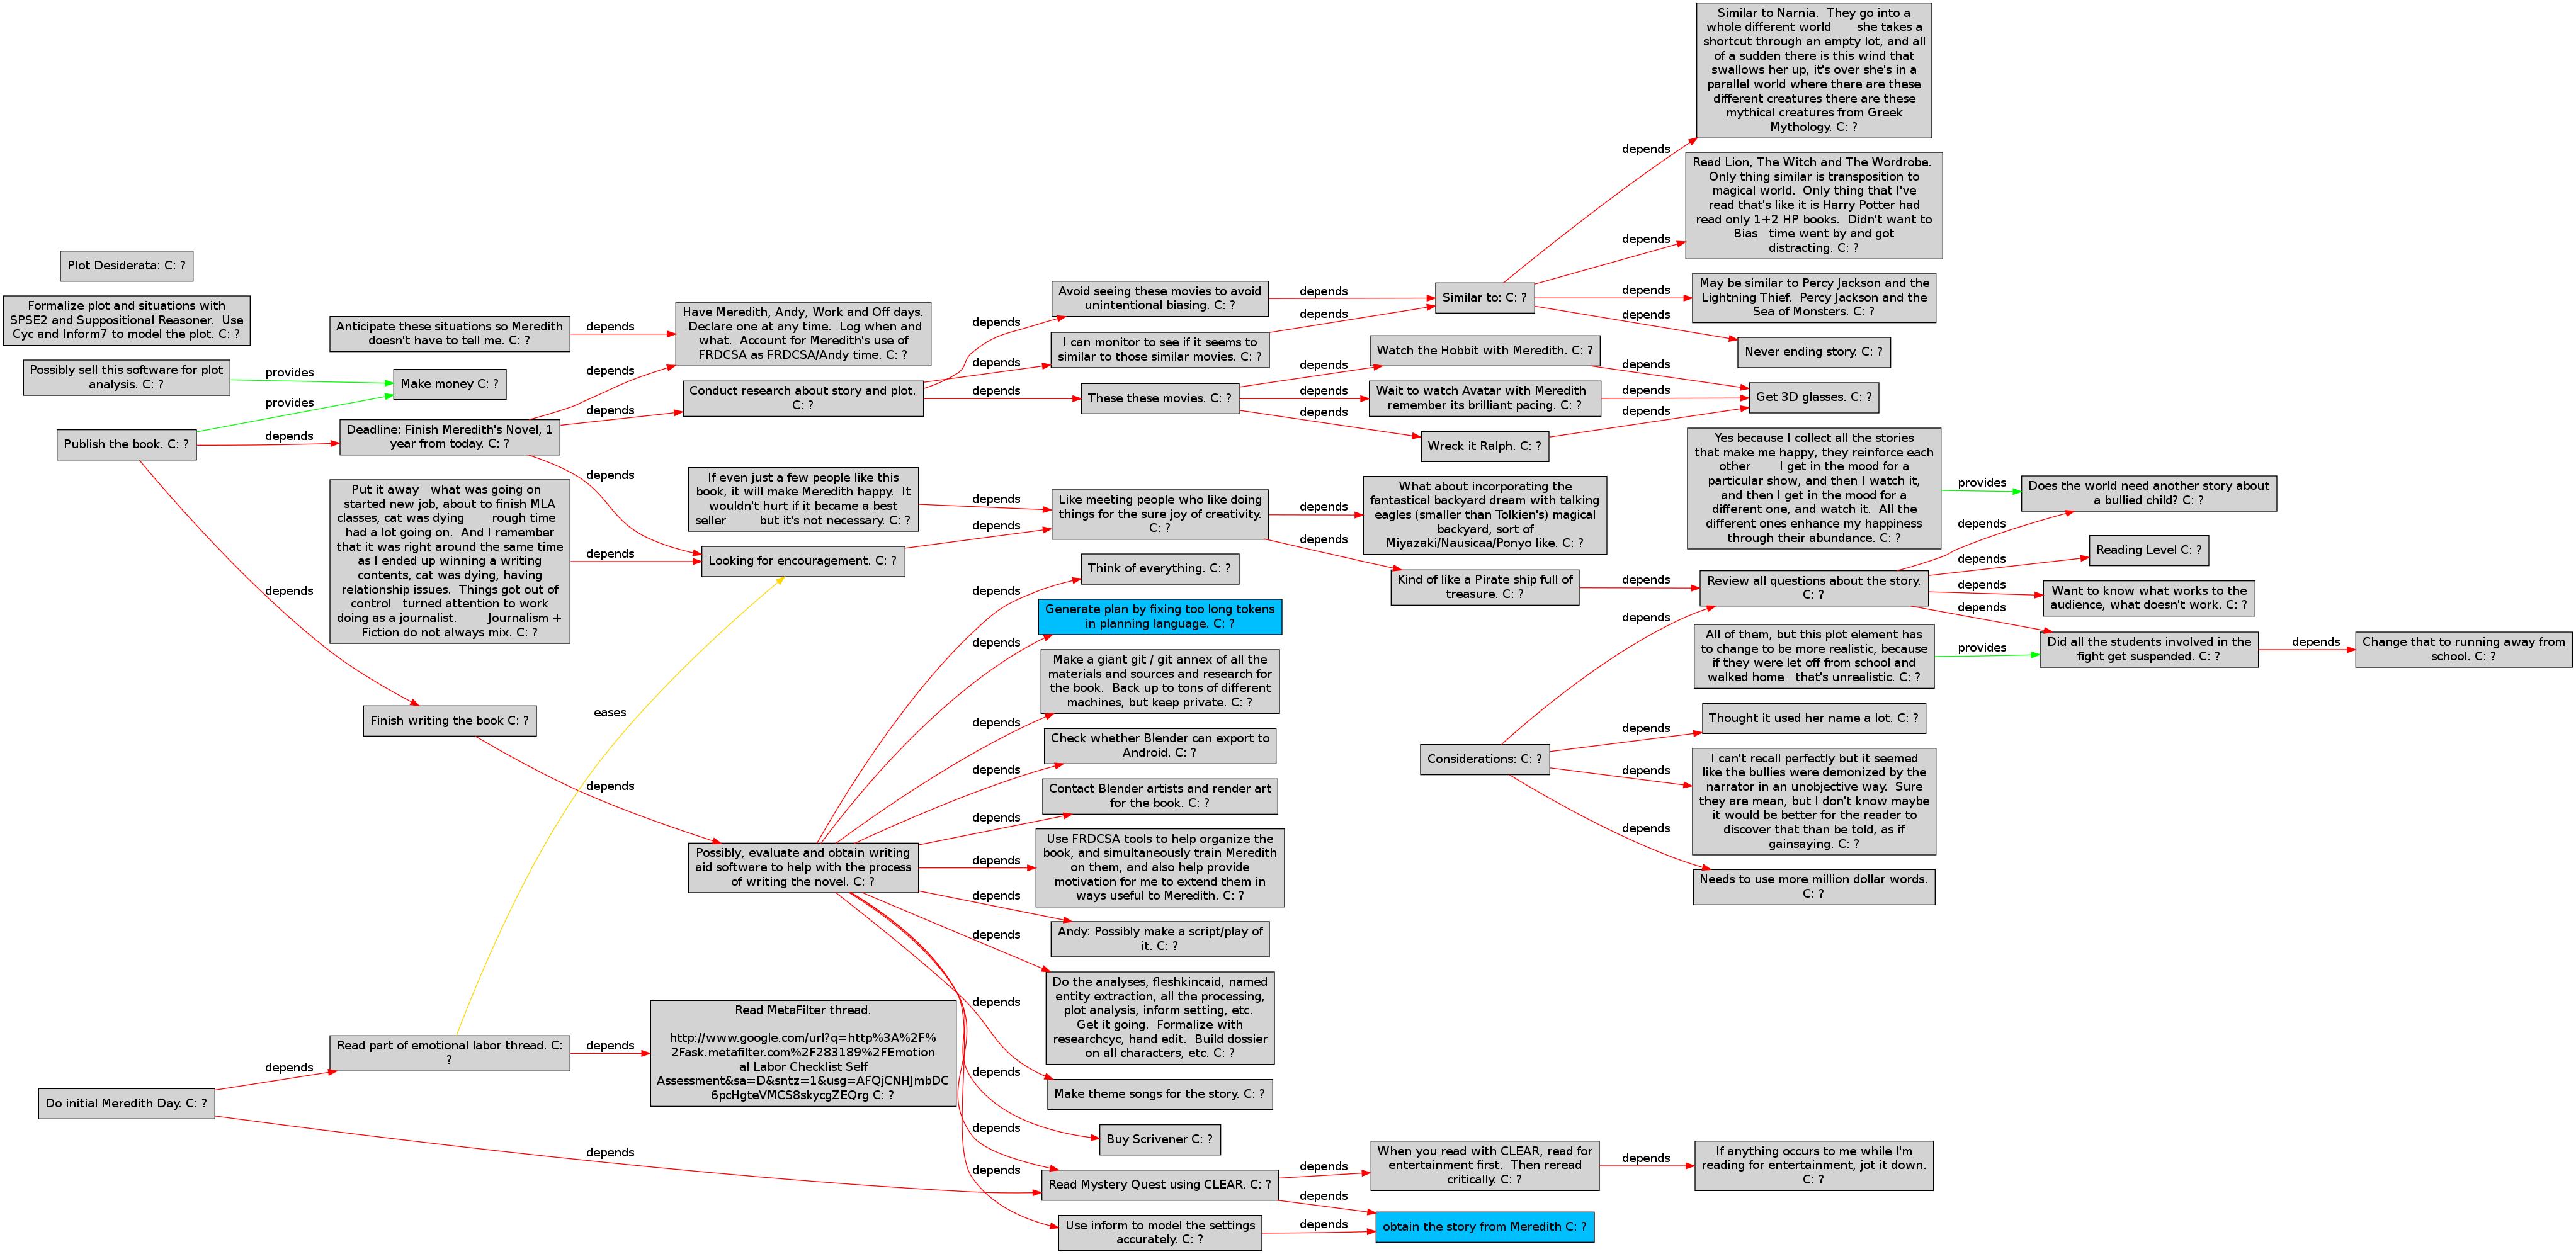 Plot Desiderata: C: ?
Formalize plot and situations with
SPSE2 and Suppositional Reasoner.  Use
Cyc and Inform7 to model the plot. C: ?
Possibly sell this software for plot
analysis. C: ?
provides
Make money C: ?
Publish the book. C: ?
provides
depends
depends
Anticipate these situations so Meredith
doesn't have to tell me. C: ?
depends
Deadline: Finish Meredith's Novel, 1
year from today. C: ?
depends
depends
depends
Put it away   what was going on
started new job, about to finish MLA
classes, cat was dying       rough time
had a lot going on.  And I remember
that it was right around the same time
as I ended up winning a writing
contents, cat was dying, having
relationship issues.  Things got out of
control   turned attention to work
doing as a journalist.        Journalism +
Fiction do not always mix. C: ?
depends
Finish writing the book C: ?
depends
Do initial Meredith Day. C: ?
depends
depends
Read part of emotional labor thread. C:
?
eases
depends
Read MetaFilter thread.
http://www.google.com/url?q=http%3A%2F%
2Fask.metafilter.com%2F283189%2FEmotion
al Labor Checklist Self
Assessment&sa=D&sntz=1&usg=AFQjCNHJmbDC
6pcHgteVMCS8skycgZEQrg C: ?
Have Meredith, Andy, Work and Off days.
Declare one at any time.  Log when and
what.  Account for Meredith's use of
FRDCSA as FRDCSA/Andy time. C: ?
Conduct research about story and plot.
C: ?
depends
depends
depends
If even just a few people like this
book, it will make Meredith happy.  It
wouldn't hurt if it became a best
seller        but it's not necessary. C: ?
depends
Looking for encouragement. C: ?
depends
Possibly, evaluate and obtain writing
aid software to help with the process
of writing the novel. C: ?
depends
depends
depends
depends
depends
depends
depends
depends
depends
depends
depends
depends
Avoid seeing these movies to avoid
unintentional biasing. C: ?
depends
I can monitor to see if it seems to
similar to those similar movies. C: ?
depends
These these movies. C: ?
depends
depends
depends
Like meeting people who like doing
things for the sure joy of creativity.
C: ?
depends
depends
Think of everything. C: ?
Generate plan by fixing too long tokens
in planning language. C: ?
Make a giant git / git annex of all the
materials and sources and research for
the book.  Back up to tons of different
machines, but keep private. C: ?
Check whether Blender can export to
Android. C: ?
Contact Blender artists and render art
for the book. C: ?
Use FRDCSA tools to help organize the
book, and simultaneously train Meredith
on them, and also help provide
motivation for me to extend them in
ways useful to Meredith. C: ?
Andy: Possibly make a script/play of
it. C: ?
Do the analyses, fleshkincaid, named
entity extraction, all the processing,
plot analysis, inform setting, etc.
Get it going.  Formalize with
researchcyc, hand edit.  Build dossier
on all characters, etc. C: ?
Make theme songs for the story. C: ?
Buy Scrivener C: ?
Read Mystery Quest using CLEAR. C: ?
depends
depends
Use inform to model the settings
accurately. C: ?
depends
Similar to: C: ?
depends
depends
depends
depends
Watch the Hobbit with Meredith. C: ?
depends
Wait to watch Avatar with Meredith
remember its brilliant pacing. C: ?
depends
Wreck it Ralph. C: ?
depends
What about incorporating the
fantastical backyard dream with talking
eagles (smaller than Tolkien's) magical
backyard, sort of
Miyazaki/Nausicaa/Ponyo like. C: ?
Kind of like a Pirate ship full of
treasure. C: ?
depends
Considerations: C: ?
depends
depends
depends
depends
When you read with CLEAR, read for
entertainment first.  Then reread
critically. C: ?
depends
obtain the story from Meredith C: ?
Similar to Narnia.  They go into a
whole different world       she takes a
shortcut through an empty lot, and all
of a sudden there is this wind that
swallows her up, it's over she's in a
parallel world where there are these
different creatures there are these
mythical creatures from Greek
Mythology. C: ?
Read Lion, The Witch and The Wordrobe.
Only thing similar is transposition to
magical world.  Only thing that I've
read that's like it is Harry Potter had
read only 1+2 HP books.  Didn't want to
Bias   time went by and got
distracting. C: ?
May be similar to Percy Jackson and the
Lightning Thief.  Percy Jackson and the
Sea of Monsters. C: ?
Never ending story. C: ?
Get 3D glasses. C: ?
Yes because I collect all the stories
that make me happy, they reinforce each
other        I get in the mood for a
particular show, and then I watch it,
and then I get in the mood for a
different one, and watch it.  All the
different ones enhance my happiness
through their abundance. C: ?
provides
Review all questions about the story.
C: ?
depends
depends
depends
depends
All of them, but this plot element has
to change to be more realistic, because
if they were let off from school and
walked home   that's unrealistic. C: ?
provides
Thought it used her name a lot. C: ?
I can't recall perfectly but it seemed
like the bullies were demonized by the
narrator in an unobjective way.  Sure
they are mean, but I don't know maybe
it would be better for the reader to
discover that than be told, as if
gainsaying. C: ?
Needs to use more million dollar words.
C: ?
If anything occurs to me while I'm
reading for entertainment, jot it down.
C: ?
Does the world need another story about
a bullied child? C: ?
Reading Level C: ?
Want to know what works to the
audience, what doesn't work. C: ?
Did all the students involved in the
fight get suspended. C: ?
depends
Change that to running away from
school. C: ?